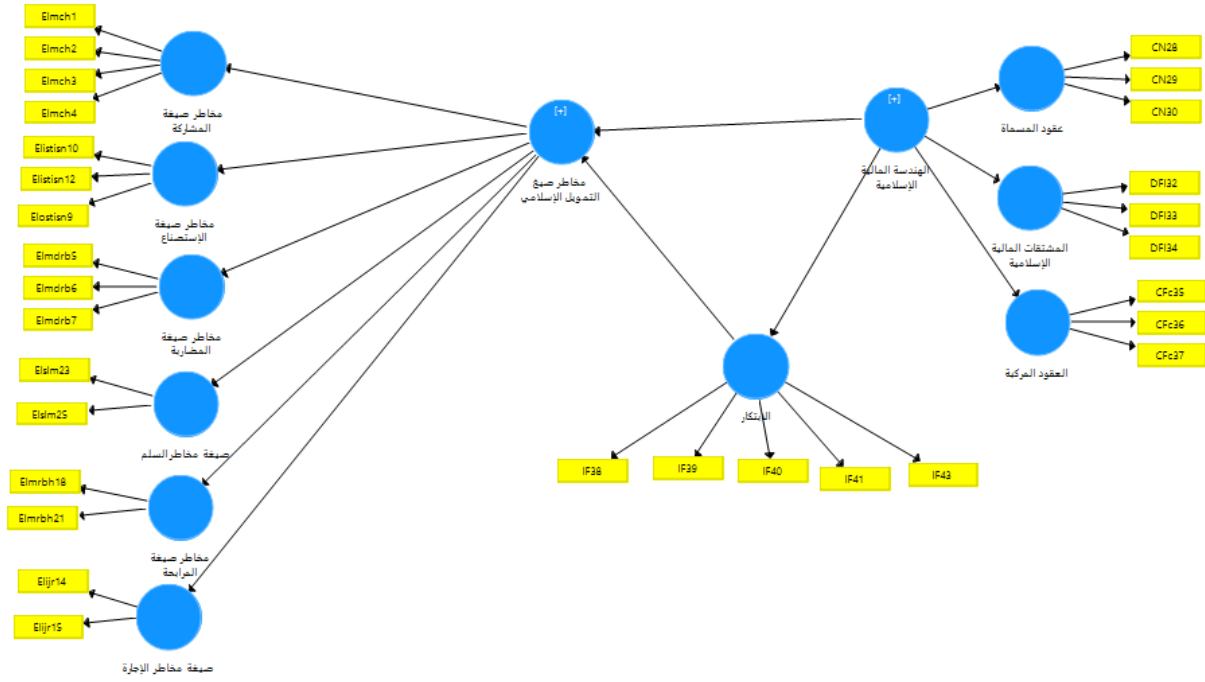 Elmch1
Elmch2
Elmch3
Elmch4
مخاطر صيغة
المشاركة
Elistisn10
Elistisn12
Elostisn9
مخاطر صيغة
الإستصناع
Elmdrb5
Elmdrb6
Elmdrb7
مخاطر صيغة
المضاربة
Elslm23
Elslm25
صيغة مخاطر السلم
Elmrbh18
Elmrbh21
مخاطر صيغة
المرابحة
Elijr14
Elijr15
صيغة مخاطر الإجارة
[+]
مخاطر صيغ
التمويل الإسلامي
[+]
الهندسة المالية
الإسلامية
الابتكار
IF38
IF39
IF40
IF41
IF43
CN28
CN29
CN30
عقود المسماة
DFI32
DFI33
DFI34
المشتقات المالية
الإسلامية
CFc35
CFc36
CFc37
العقود المركبة